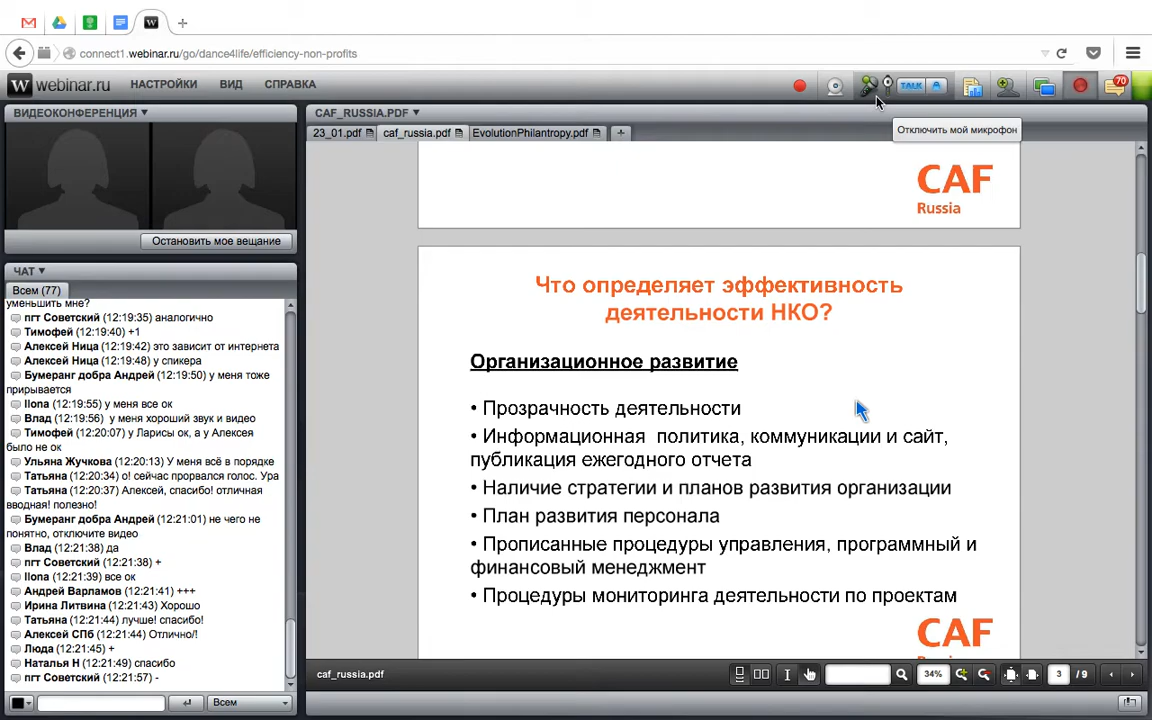 connect1.webinar.ru/go/dance4life/efficiency-non-profits
W webinar.ru
НАСТРОЙКИ
ВИД
СПРАВКА
TALK
A
70
Отключить мой микрофон
ВИДЕОКОНФЕРЕНЦИЯ
Остановить мое вещание
ЧАТ
Всем (77)
уменьшить мне?
пгт Советский (12:19:35) аналогично
Тимофей (12:19:40) +1
Алексей Ница (12:19:42) это зависит от интернета
Алексей Ница (12:19:48) у спикера
Бумеранг добра Андрей (12:19:50) у меня тоже
прирывается
Ilona (12:19:55) у меня все ок
Влад (12:19:56) у меня хороший звук и видео
Тимофей (12:20:07) у Ларисы ок, а у Алексея
было не ок
Ульяна Жучкова (12:20:13) У меня всё в порядке
Татьяна (12:20:34) о! сейчас прорвался голос. Ура
Татьяна (12:20:37) Алексей, спасибо! отличная
вводная! полезно!
Бумеранг добра Андрей (12:21:01) не чего не
понятно, отключите видео
Влад (12:21:38) да
пгт Советский (12:21:38) +
Ilona (12:21:39) все ок
Андрей Варламов (12:21:41) +++
Ирина Литвина (12:21:43) Хорошо
Татьяна (12:21:44) лучше! спасибо!
Алексей СПб (12:21:44) Отлично/!
Люда (12:21:45) +
Наталья Н (12:21:49) спасибо
пгт Советский (12:21:57) -
Всем
CAF_RUSSIA.PDF
23_01.pdf
caf_russia.pdf
EvolutionPhilantropy.pdf
CAF
Russia
Что определяет эффективность
деятельности НКО?
Организационное развитие
• Прозрачность деятельности
• Информационная политика, коммуникации и сайт,
публикация ежегодного отчета
• Наличие стратегии и планов развития организации
• План развития персонала
• Прописанные процедуры управления, программный и
финансовый менеджмент
• Процедуры мониторинга деятельности по проектам
CAF
caf_russia.pdf
34%
3 / 9